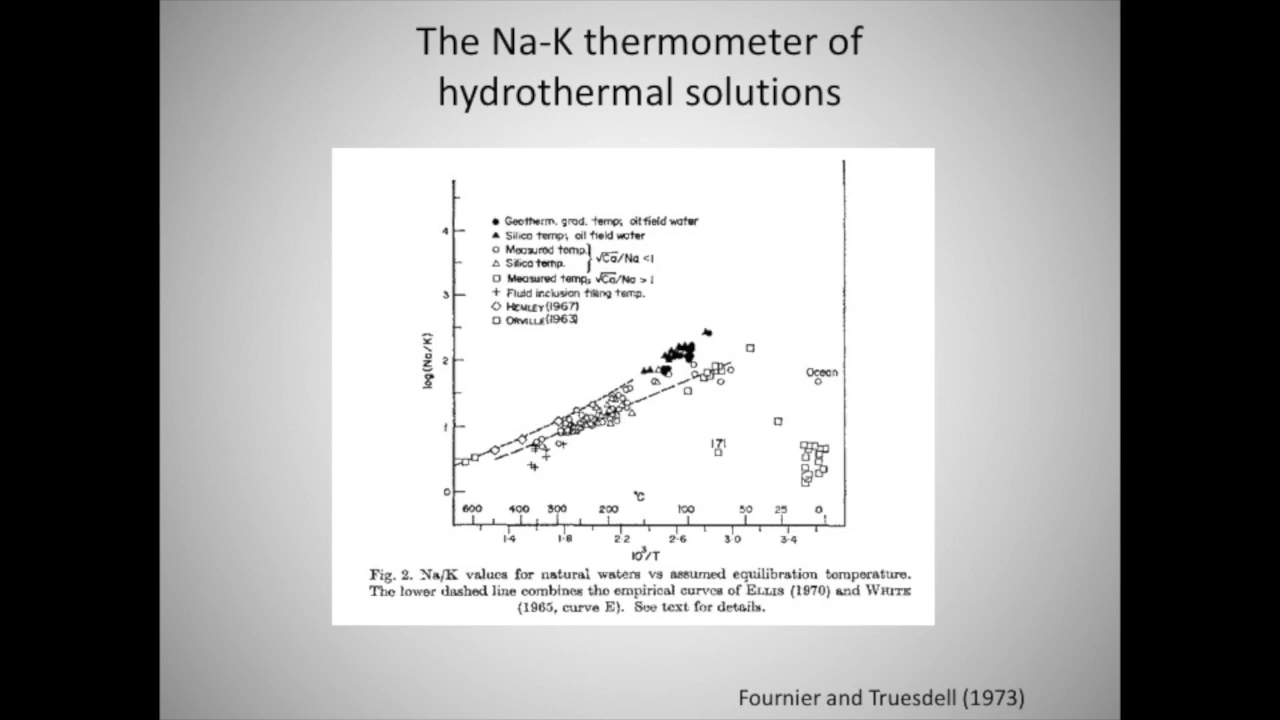 The Na-K thermometer of
hydrothermal solutions
Geotherm. grad. temp; oil field water
Silica temp; oil field water
Measured temp.
√Ca/Na <1
Silica temp.
Measured temp; √Ca/Na > 1
Fluid inclusion filling temp.
HEMLEY (1967)
ORVILLE (1963)
log (Na/K)
4
3
2
1
0
Ocean
171
°C
600 400 300 200 100 50 25 0
1·4 1·8 2·2 2·6 3·0 3·4
10³/T
Fig. 2. Na/K values for natural waters vs assumed equilibration temperature.
The lower dashed line combines the empirical curves of ELLIS (1970) and WHITE
(1965, curve E). See text for details.
Fournier and Truesdell (1973)